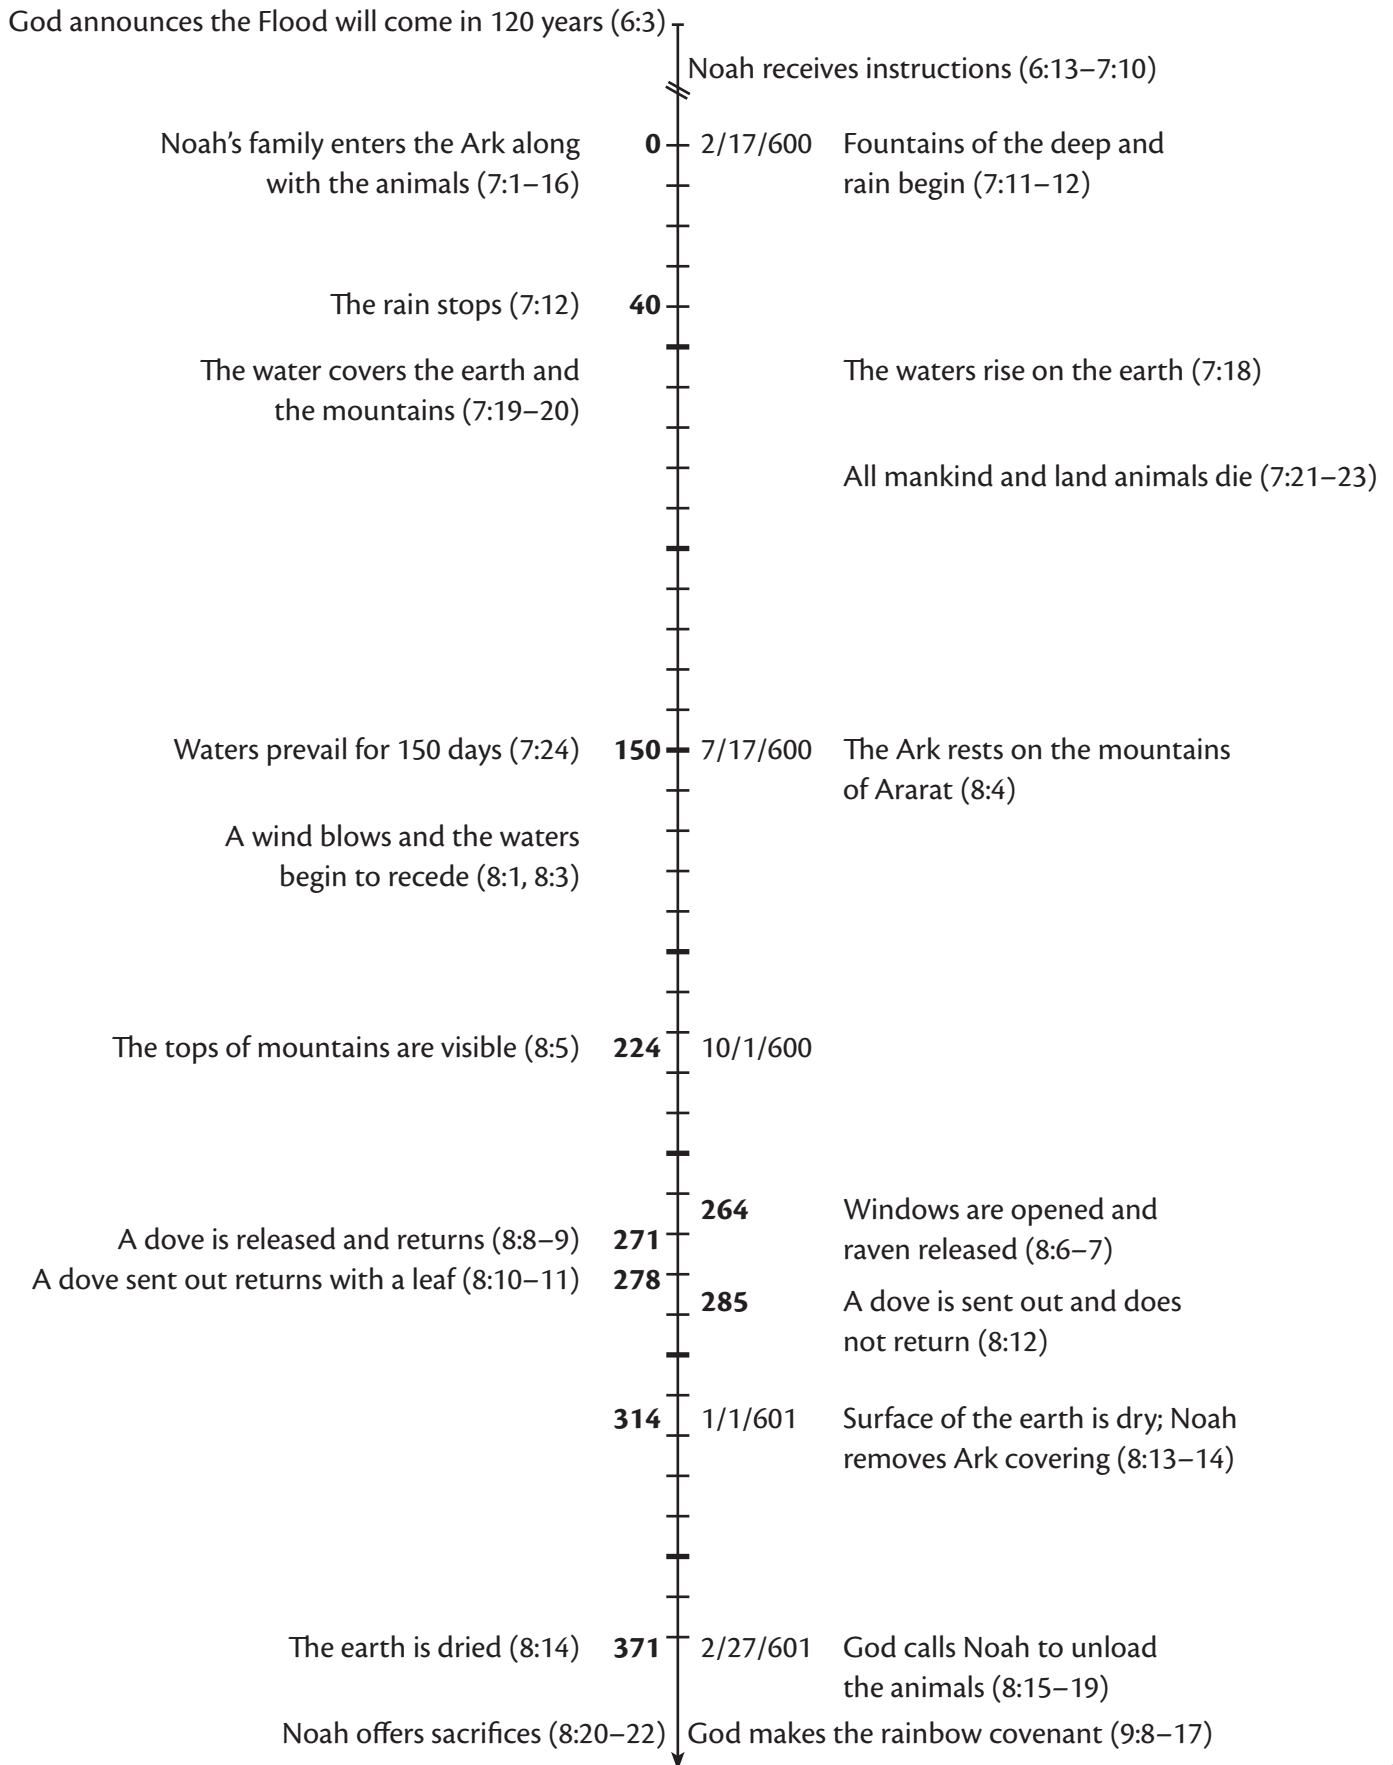 God announces the Flood will come in 120 years (6:3)
Noah receives instructions (6:13–7:10)
Noah's family enters the Ark along
with the animals (7:1–16)
0
2/17/600
Fountains of the deep and
rain begin (7:11–12)
The rain stops (7:12)
40
The water covers the earth and
the mountains (7:19–20)
The waters rise on the earth (7:18)
All mankind and land animals die (7:21–23)
Waters prevail for 150 days (7:24)
150
7/17/600
The Ark rests on the mountains
of Ararat (8:4)
A wind blows and the waters
begin to recede (8:1, 8:3)
The tops of mountains are visible (8:5)
224
10/1/600
264
Windows are opened and
raven released (8:6–7)
A dove is released and returns (8:8–9)
271
A dove sent out returns with a leaf (8:10–11)
278
285
A dove is sent out and does
not return (8:12)
314
1/1/601
Surface of the earth is dry; Noah
removes Ark covering (8:13–14)
The earth is dried (8:14)
371
2/27/601
God calls Noah to unload
the animals (8:15–19)
Noah offers sacrifices (8:20–22)
God makes the rainbow covenant (9:8–17)